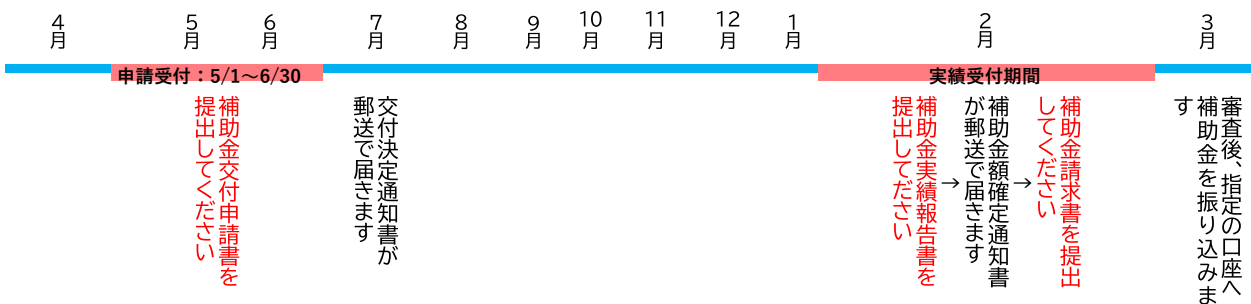 4月
5月
6月
7月
8月
9月
10月
11月
12月
1月
2月
3月
申請受付：5/1～6/30
実績受付期間
補助金交付申請書を
提出してください
交付決定通知書が
郵送で届きます
補助金実績報告書を
提出してださい
→
補助金額確定通知書
が郵送で届きます
→
補助金請求書を提出
してください
審査後、指定の口座へ
補助金を振り込みま
す